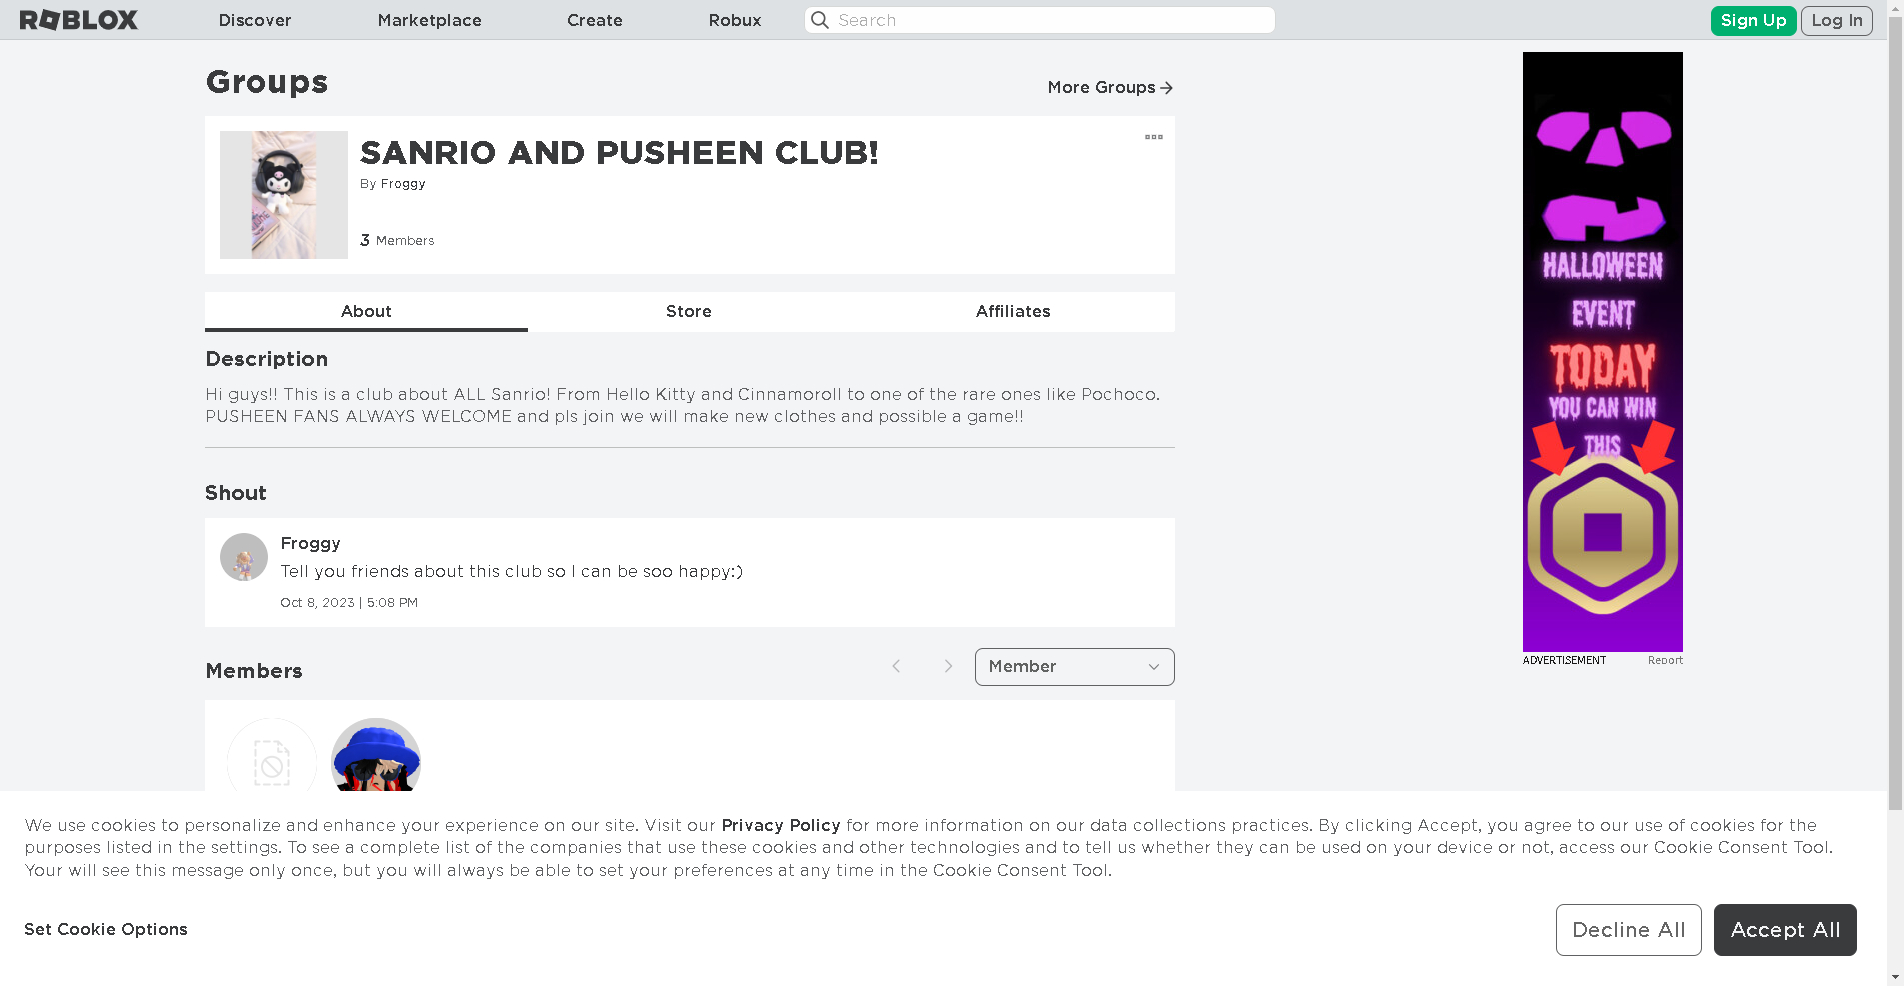 ROBLOX
Discover
Marketplace
Create
Robux
Search
Sign Up
Log In
Groups
More Groups
SANRIO AND PUSHEEN CLUB!
By Froggy
3 Members
About
Store
Affiliates
Description
Hi guys!! This is a club about ALL Sanrio! From Hello Kitty and Cinnamoroll to one of the rare ones like Pochoco.
PUSHEEN FANS ALWAYS WELCOME and pls join we will make new clothes and possible a game!!
Shout
Froggy
Tell you friends about this club so I can be soo happy:)
Oct 8, 2023 | 5:08 PM
Members
Member
HALLOWEEN
EVENT
TODAY
YOU CAN WIN
THIS
ADVERTISEMENT
Report
We use cookies to personalize and enhance your experience on our site. Visit our Privacy Policy for more information on our data collections practices. By clicking Accept, you agree to our use of cookies for the
purposes listed in the settings. To see a complete list of the companies that use these cookies and other technologies and to tell us whether they can be used on your device or not, access our Cookie Consent Tool.
Your will see this message only once, but you will always be able to set your preferences at any time in the Cookie Consent Tool.
Set Cookie Options
Decline All
Accept All